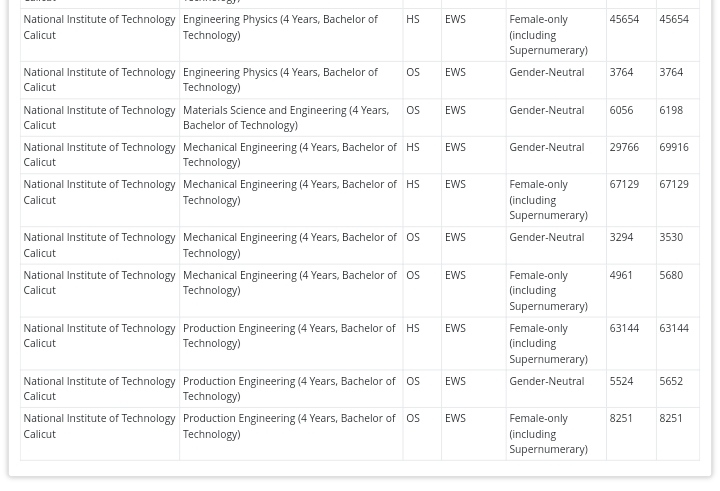 Calicut Technology)
National Institute of Technology Engineering Physics (4 Years, Bachelor of HS EWS Female-only 45654 45654
Calicut Technology) (including
Supernumerary)
National Institute of Technology Engineering Physics (4 Years, Bachelor of OS EWS Gender-Neutral 3764 3764
Calicut Technology)
National Institute of Technology Materials Science and Engineering (4 Years, OS EWS Gender-Neutral 6056 6198
Calicut Bachelor of Technology)
National Institute of Technology Mechanical Engineering (4 Years, Bachelor of HS EWS Gender-Neutral 29766 69916
Calicut Technology)
National Institute of Technology Mechanical Engineering (4 Years, Bachelor of HS EWS Female-only 67129 67129
Calicut Technology) (including
Supernumerary)
National Institute of Technology Mechanical Engineering (4 Years, Bachelor of OS EWS Gender-Neutral 3294 3530
Calicut Technology)
National Institute of Technology Mechanical Engineering (4 Years, Bachelor of OS EWS Female-only 4961 5680
Calicut Technology) (including
Supernumerary)
National Institute of Technology Production Engineering (4 Years, Bachelor of HS EWS Female-only 63144 63144
Calicut Technology) (including
Supernumerary)
National Institute of Technology Production Engineering (4 Years, Bachelor of OS EWS Gender-Neutral 5524 5652
Calicut Technology)
National Institute of Technology Production Engineering (4 Years, Bachelor of OS EWS Female-only 8251 8251
Calicut Technology) (including
Supernumerary)